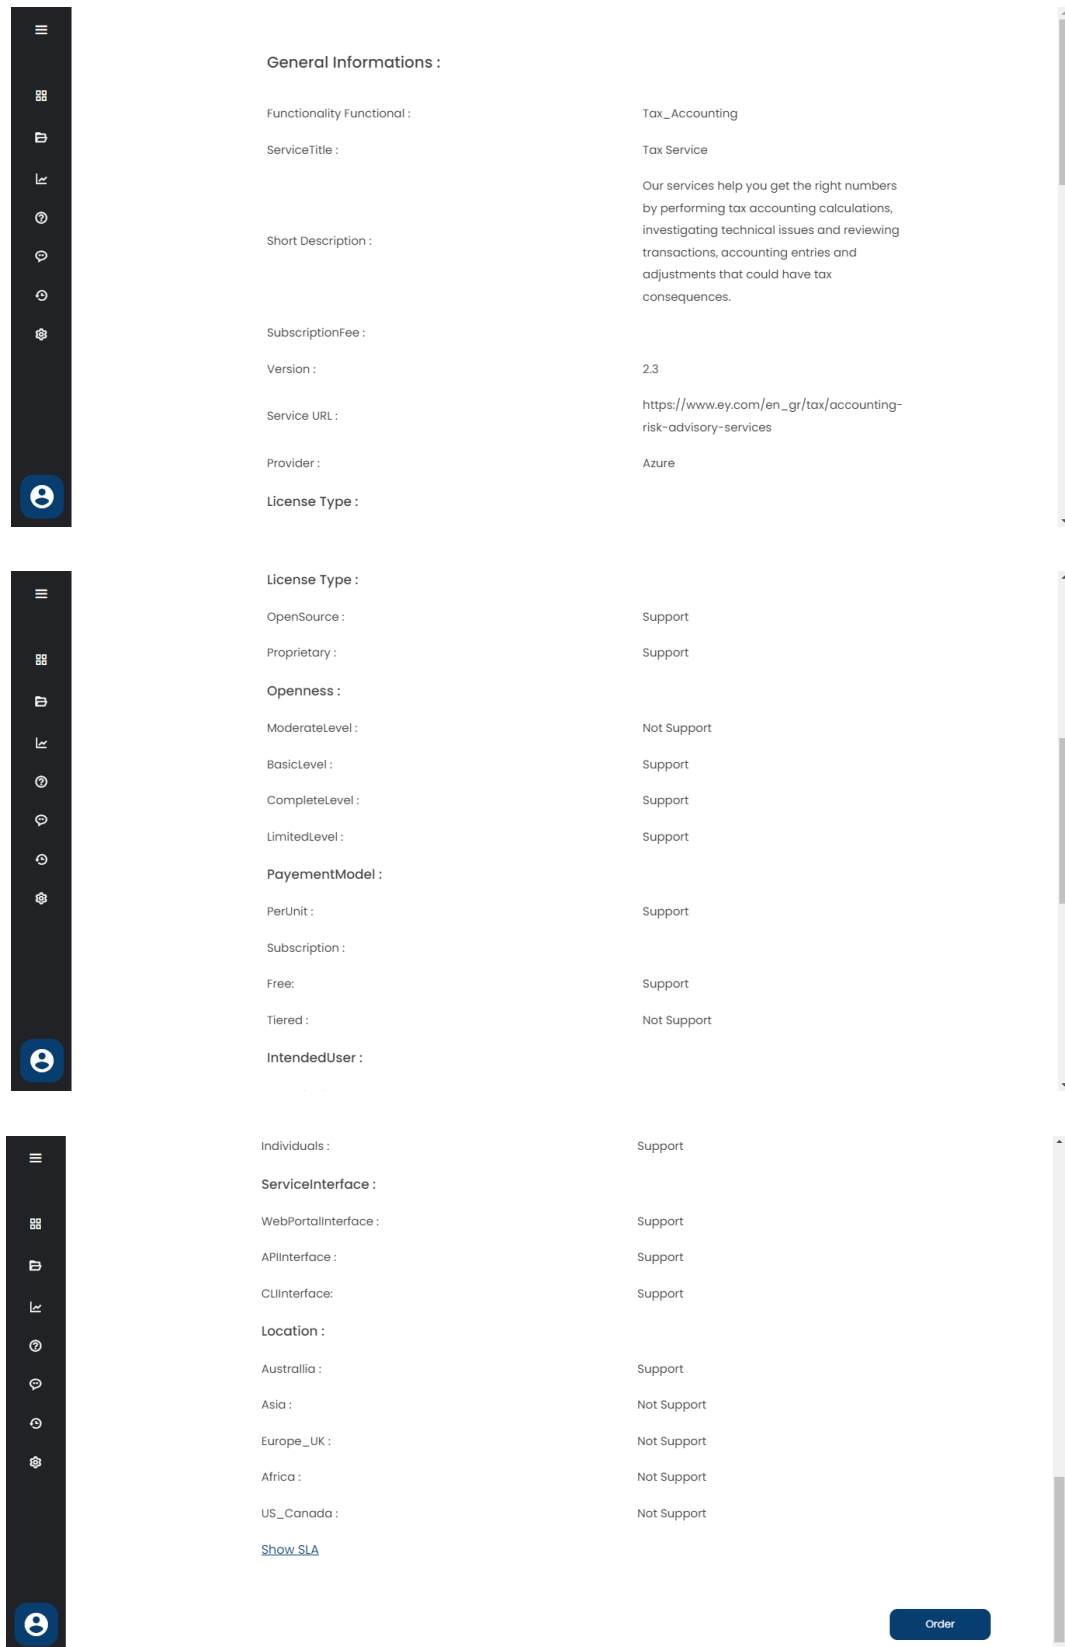 General Informations :
Functionality Functional : Tax_Accounting
ServiceTitle : Tax Service
Short Description : Our services help you get the right numbers
by performing tax accounting calculations,
investigating technical issues and reviewing
transactions, accounting entries and
adjustments that could have tax
consequences.
SubscriptionFee :
Version : 2.3
Service URL : https://www.ey.com/en_gr/tax/accounting-
risk-advisory-services
Provider : Azure
License Type :
License Type :
OpenSource : Support
Proprietary : Support
Openness :
ModerateLevel : Not Support
BasicLevel : Support
CompleteLevel : Support
LimitedLevel : Support
PayementModel :
PerUnit : Support
Subscription :
Free: Support
Tiered : Not Support
IntendedUser :
Individuals : Support
ServiceInterface :
WebPortalInterface : Support
APIInterface : Support
CLIInterface: Support
Location :
Australlia : Support
Asia : Not Support
Europe_UK : Not Support
Africa : Not Support
US_Canada : Not Support
Show SLA
Order